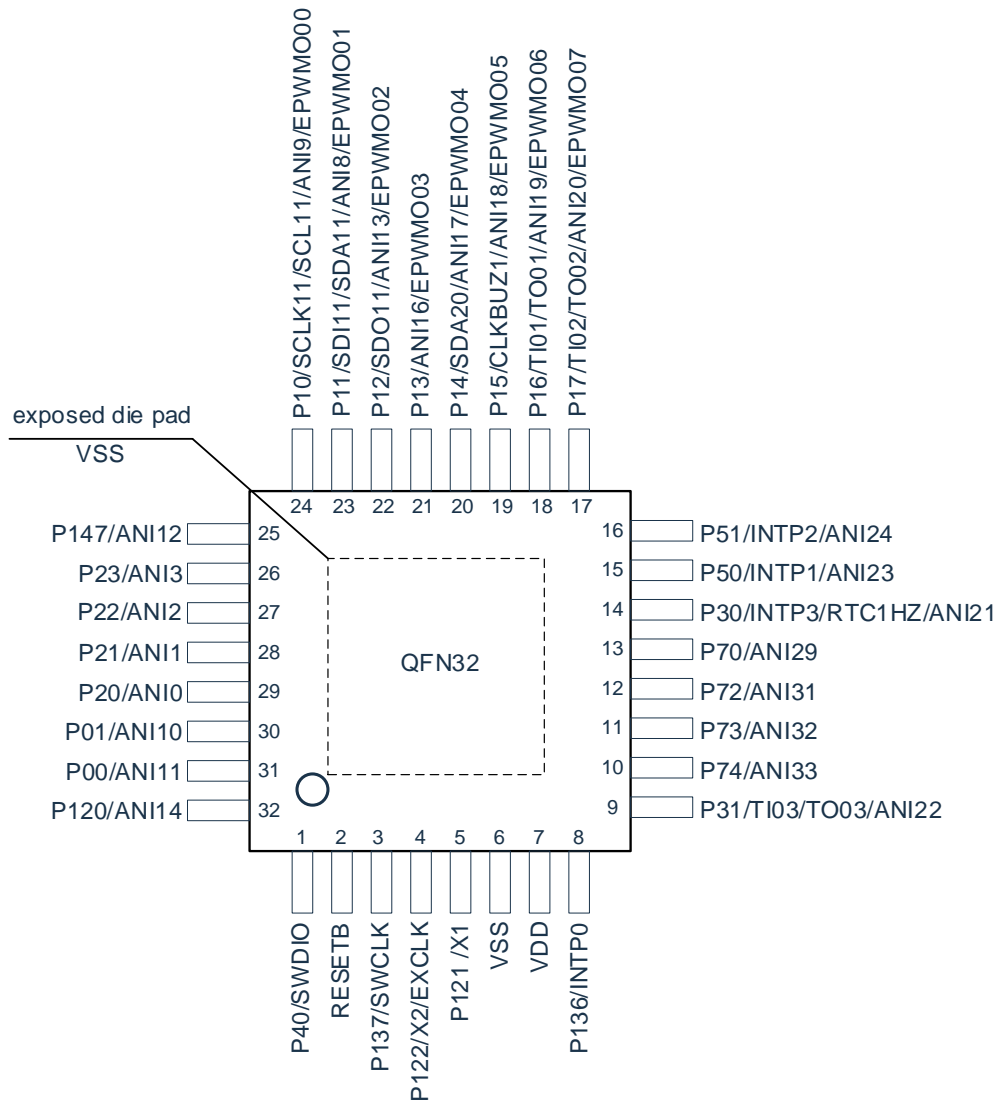 P10/SCLK11/SCL11/ANI9/EPWMO00
P11/SDI11/SDA11/ANI8/EPWMO01
P12/SDO11/ANI13/EPWMO02
P13/ANI16/EPWMO03
P14/SDA20/ANI17/EPWMO04
P15/CLKBUZ1/ANI18/EPWMO05
P16/TI01/TO01/ANI19/EPWMO06
P17/TI02/TO02/ANI20/EPWMO07
exposed die pad
VSS
24 23 22 21 20 19 18 17
P147/ANI12 25
P23/ANI3 26
P22/ANI2 27
P21/ANI1 28
P20/ANI0 29
P01/ANI10 30
P00/ANI11 31
P120/ANI14 32
QFN32
16 P51/INTP2/ANI24
15 P50/INTP1/ANI23
14 P30/INTP3/RTC1HZ/ANI21
13 P70/ANI29
12 P72/ANI31
11 P73/ANI32
10 P74/ANI33
9 P31/TI03/TO03/ANI22
1 2 3 4 5 6 7 8
P40/SWDIO
RESETB
P137/SWCLK
P122/X2/EXCLK
P121 /X1
VSS
VDD
P136/INTP0